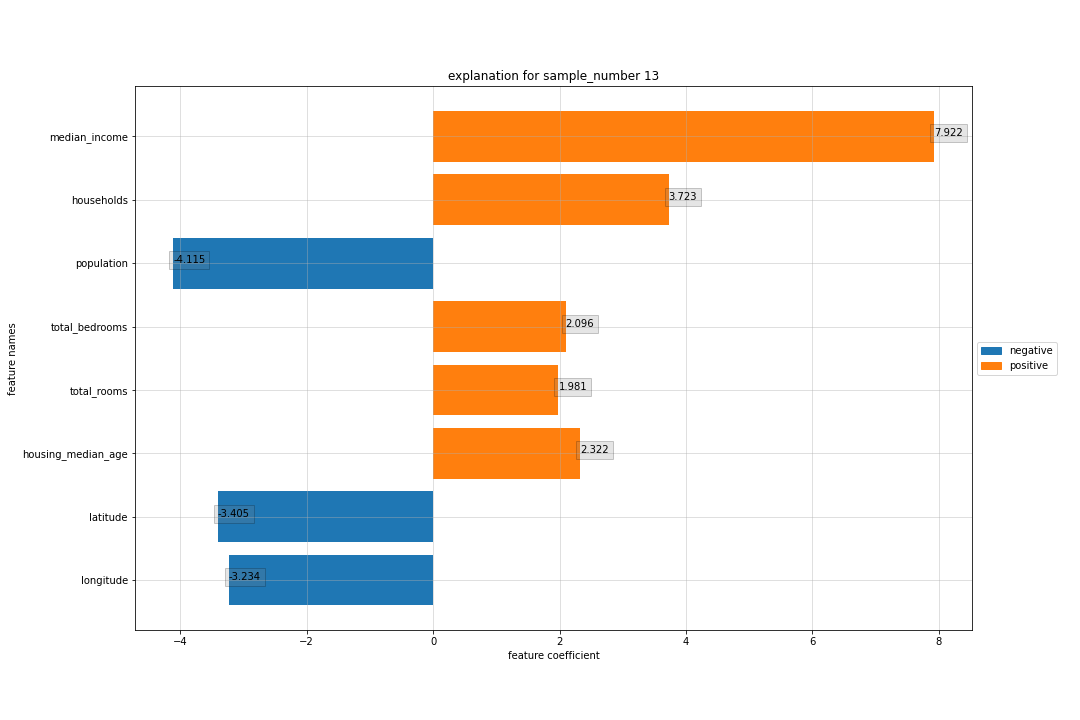 explanation for sample_number 13
feature names
median_income
7.922
households
3.723
population
-4.115
total_bedrooms
2.096
total_rooms
1.981
housing_median_age
2.322
latitude
-3.405
longitude
-3.234
−4
−2
0
2
4
6
8
feature coefficient
negative
positive